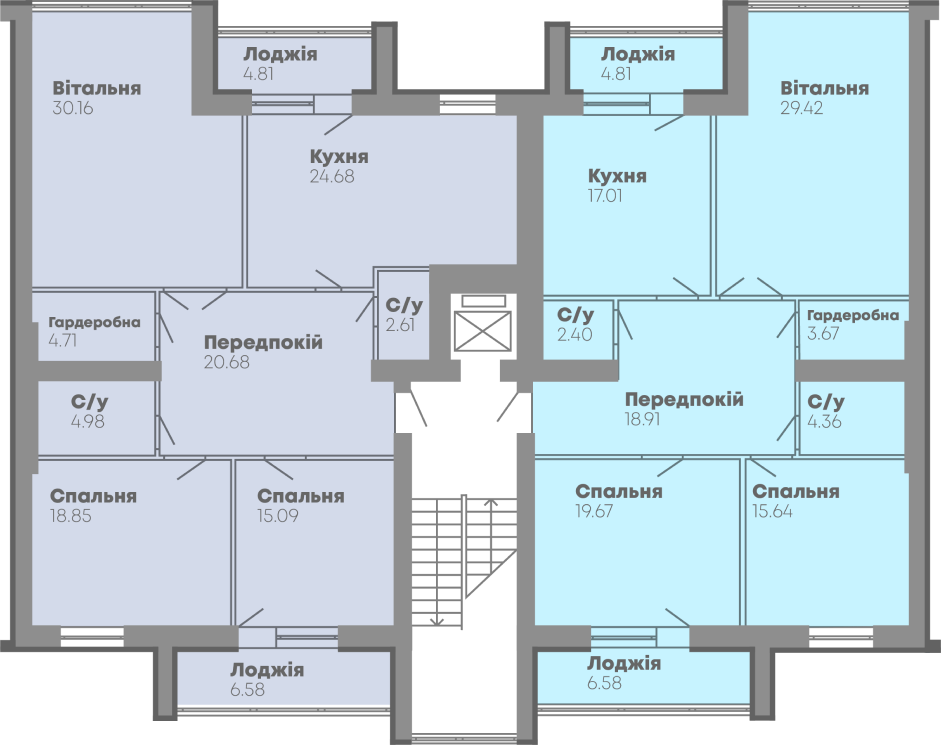 Лоджія
4.81
Вітальня
30.16
Кухня
24.68
Гардеробна
4.71
Передпокій
20.68
С/у
2.61
С/у
4.98
Спальня
18.85
Спальня
15.09
Лоджія
6.58
Лоджія
4.81
Вітальня
29.42
Кухня
17.01
С/у
2.40
Гардеробна
3.67
Передпокій
18.91
С/у
4.36
Спальня
19.67
Спальня
15.64
Лоджія
6.58